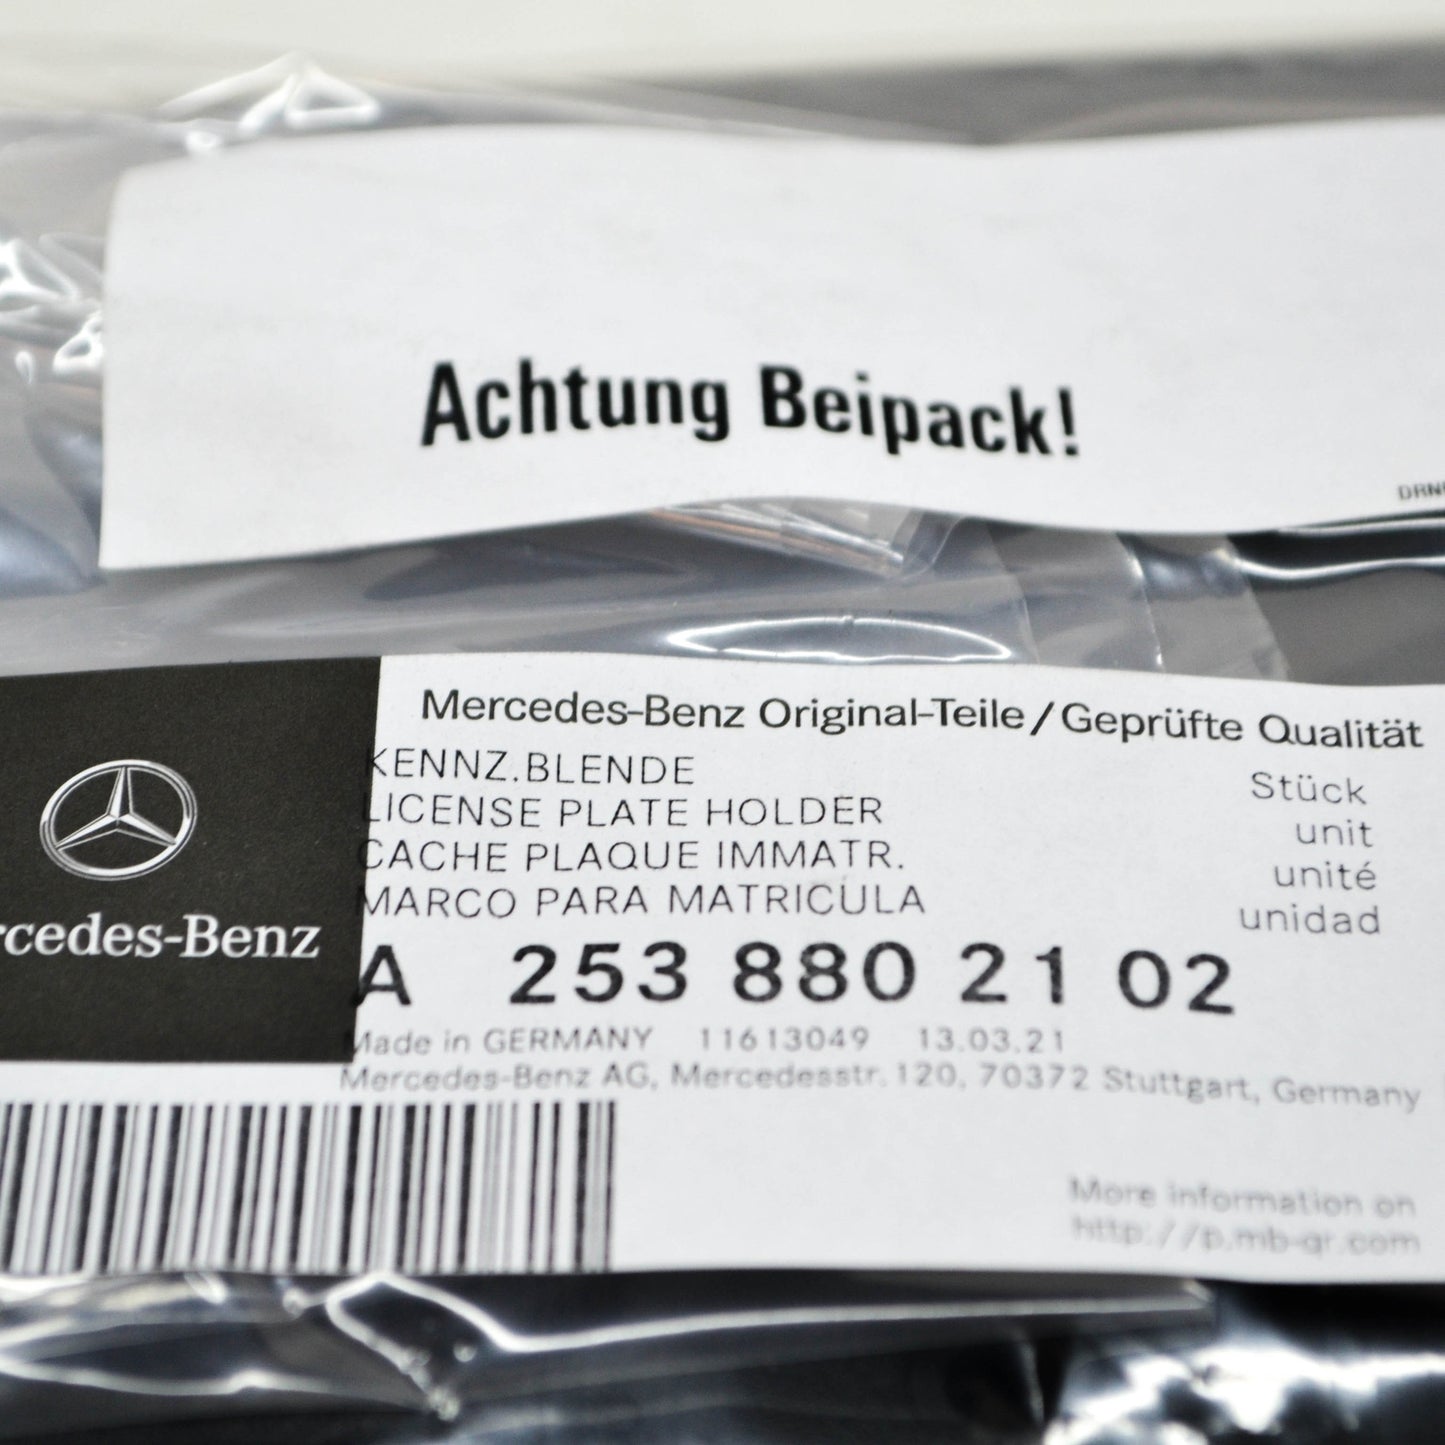 Achtung Beipack!
Mercedes-Benz Original-Teile/Geprüfte Qualität
KENNZ.BLENDE
Stück
LICENSE PLATE HOLDER
unit
CACHE PLAQUE IMMATR.
unité
MARCO PARA MATRICULA
unidad
rcedes-Benz
A 253 880 21 02
Made in GERMANY 11613049 13.03.21
Mercedes-Benz AG, Mercedesstr. 120, 70372 Stuttgart, Germany
More information on
http://p.mb-qr.com